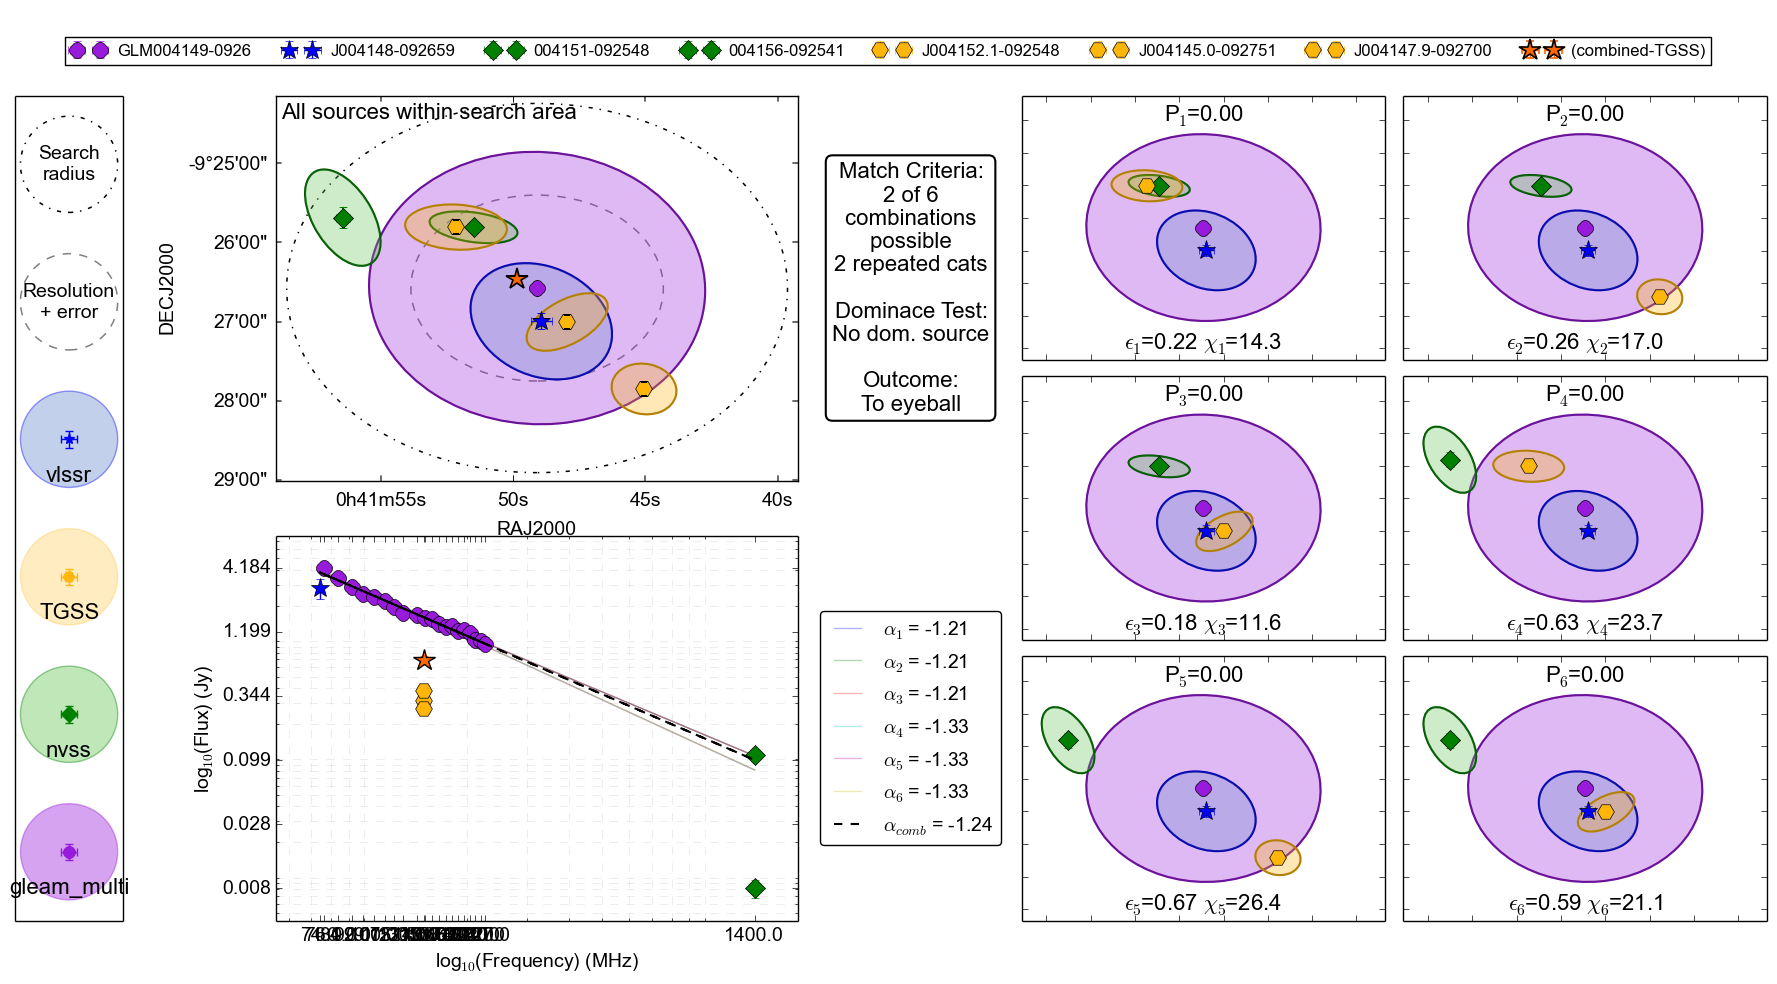 GLM004149-0926 J004148-092659 004151-092548 004156-092541 J004152.1-092548 J004145.0-092751 J004147.9-092700 (combined-TGSS)
Search
radius
Resolution
+ error
vlssr
TGSS
nvss
gleam_multi
All sources within search area
DECJ2000
-9°25'00"
26'00"
27'00"
28'00"
29'00"
0h41m55s 50s 45s 40s
RAJ2000
Match Criteria:
2 of 6
combinations
possible
2 repeated cats
Dominace Test:
No dom. source
Outcome:
To eyeball
log₁₀(Flux) (Jy)
4.184
1.199
0.344
0.099
0.028
0.008
1400.0
log₁₀(Frequency) (MHz)
α₁ = -1.21
α₂ = -1.21
α₃ = -1.21
α₄ = -1.33
α₅ = -1.33
α₆ = -1.33
α_comb = -1.24
P₁=0.00
ϵ₁=0.22 χ₁=14.3
P₂=0.00
ϵ₂=0.26 χ₂=17.0
P₃=0.00
ϵ₃=0.18 χ₃=11.6
P₄=0.00
ϵ₄=0.63 χ₄=23.7
P₅=0.00
ϵ₅=0.67 χ₅=26.4
P₆=0.00
ϵ₆=0.59 χ₆=21.1